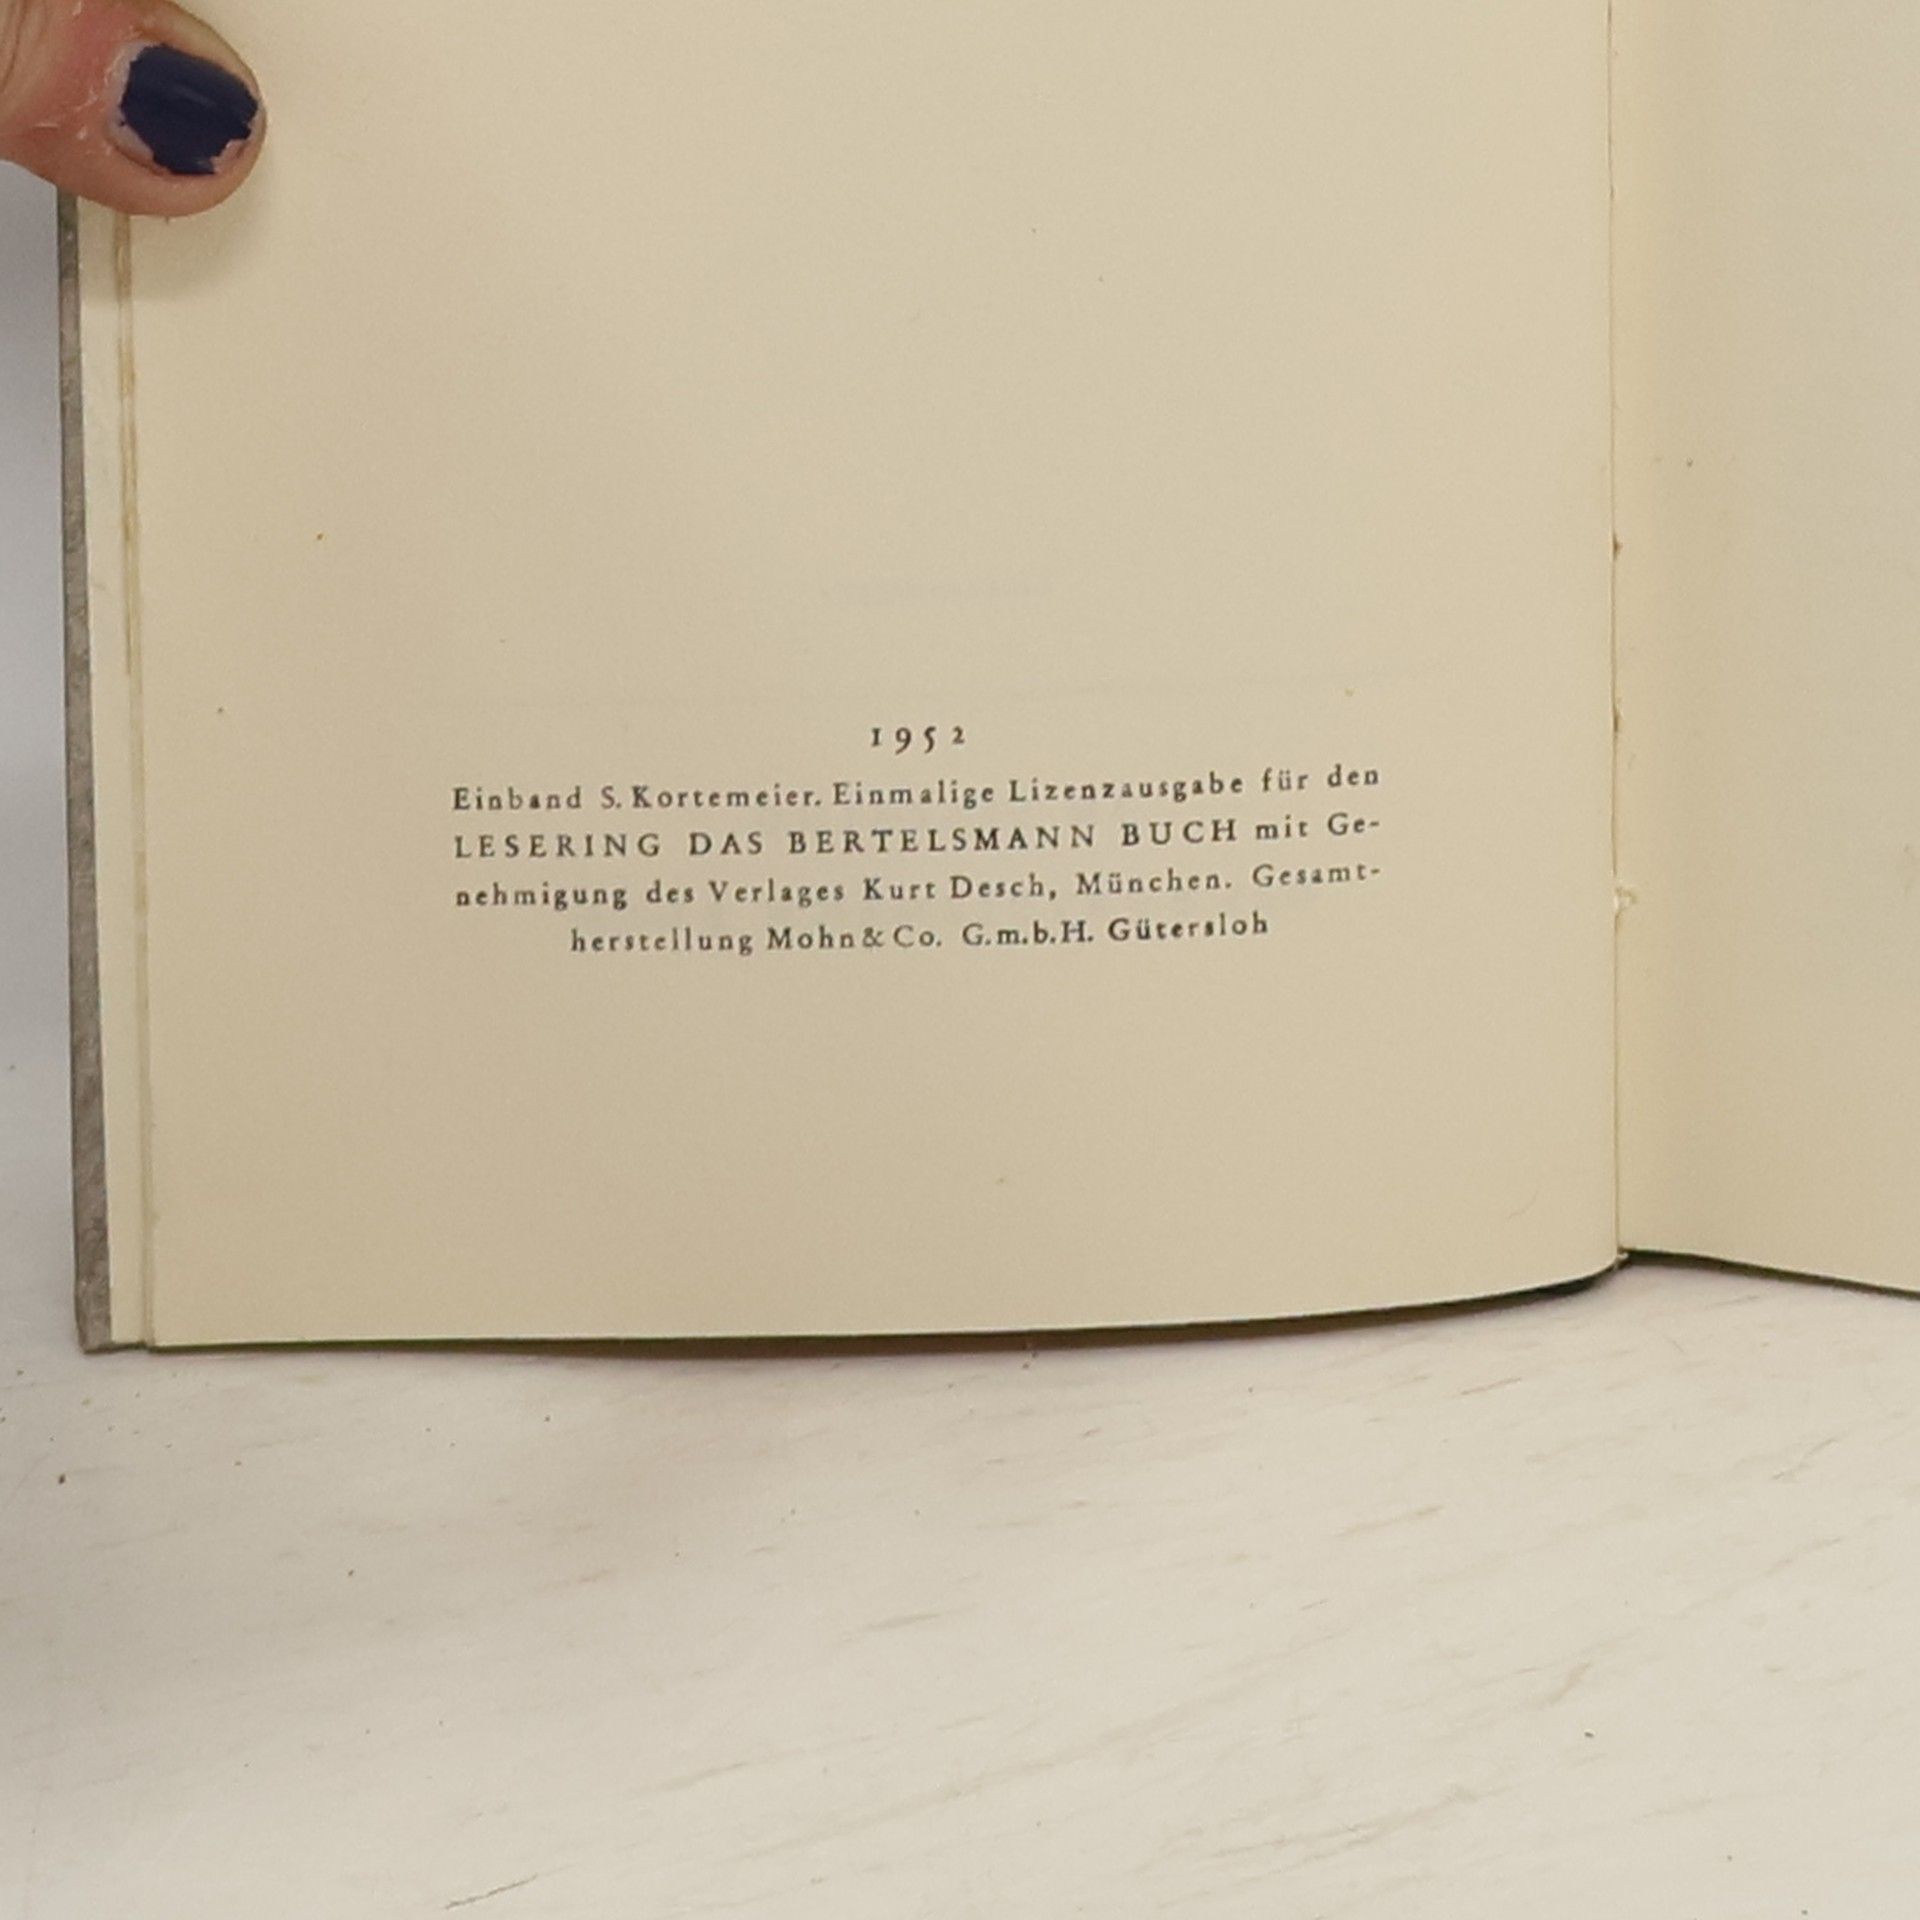 1952
Einband S. Kortemeier. Einmalige Lizenzausgabe für den
LESERING DAS BERTELSMANN BUCH mit Ge-
nehmigung des Verlages Kurt Desch, München. Gesamt-
herstellung Mohn & Co. G.m.b.H. Gütersloh